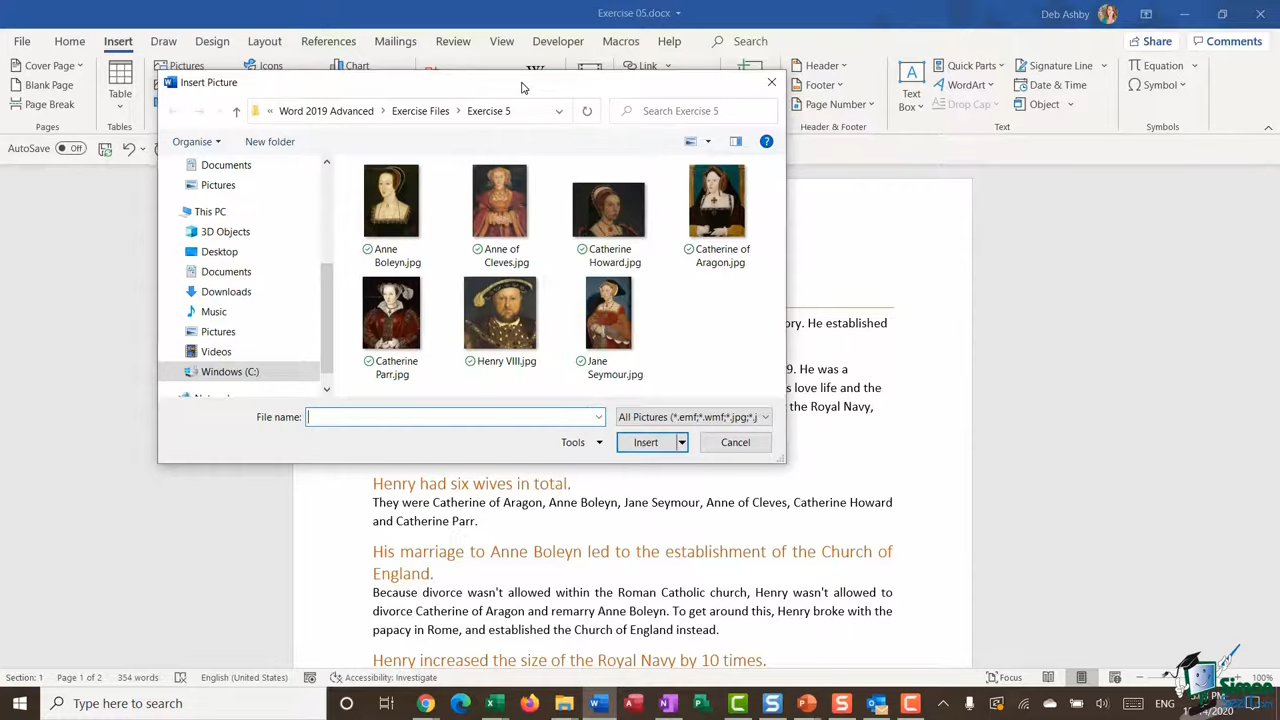 Exercise 05.docx
Deb Ashby
File Home Insert Draw Design Layout References Mailings Review View Developer Macros Help Search Share Comments
Cover Page
Blank Page
Page Break
Pages
Table
Tables
Pictures
Icons
Chart
Link
Header
Footer
Page Number
Header & Footer
Text Box
Quick Parts
WordArt
Drop Cap
Signature Line
Date & Time
Object
Text
Equation
Symbol
Symbols
AutoSave Off
Insert Picture
« Word 2019 Advanced > Exercise Files > Exercise 5
Search Exercise 5
Organise New folder
Documents
Pictures
This PC
3D Objects
Desktop
Documents
Downloads
Music
Pictures
Videos
Windows (C:)
Anne Boleyn.jpg
Anne of Cleves.jpg
Catherine Howard.jpg
Catherine of Aragon.jpg
Catherine Parr.jpg
Henry VIII.jpg
Jane Seymour.jpg
File name:
All Pictures (*.emf;*.wmf;*.jpg;*.j
Tools Insert Cancel
ory. He established
9. He was a
s love life and the
the Royal Navy,
Henry had six wives in total.
They were Catherine of Aragon, Anne Boleyn, Jane Seymour, Anne of Cleves, Catherine Howard
and Catherine Parr.
His marriage to Anne Boleyn led to the establishment of the Church of
England.
Because divorce wasn't allowed within the Roman Catholic church, Henry wasn't allowed to
divorce Catherine of Aragon and remarry Anne Boleyn. To get around this, Henry broke with the
papacy in Rome, and established the Church of England instead.
Henry increased the size of the Royal Navy by 10 times.
Section: 1 Page 1 of 2 354 words English (United States) Accessibility: Investigate Focus 100%
Type here to search
ENG